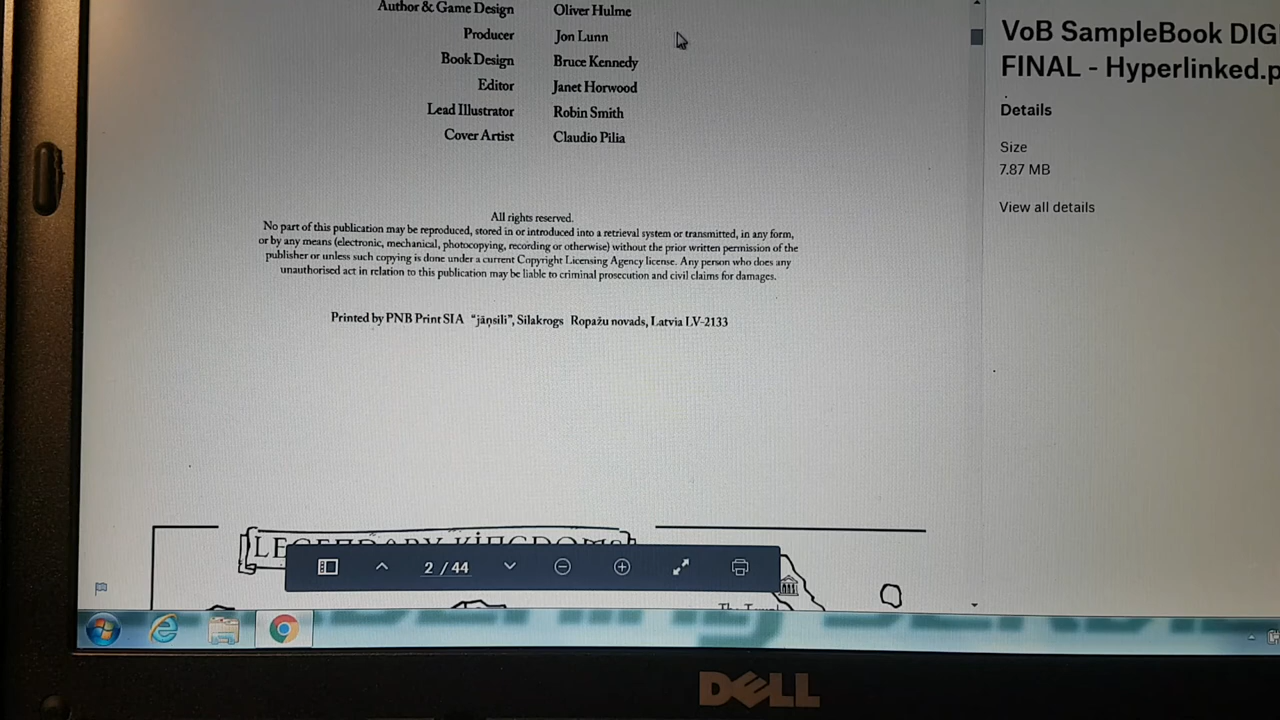 Author & Game Design Oliver Hulme
Producer Jon Lunn
Book Design Bruce Kennedy
Editor Janet Horwood
Lead Illustrator Robin Smith
Cover Artist Claudio Pilia
All rights reserved.
No part of this publication may be reproduced, stored in or introduced into a retrieval system or transmitted, in any form,
or by any means (electronic, mechanical, photocopying, recording or otherwise) without the prior written permission of the
publisher or unless such copying is done under a current Copyright Licensing Agency license. Any person who does any
unauthorised act in relation to this publication may be liable to criminal prosecution and civil claims for damages.
Printed by PNB Print SIA "jāņsili", Silakrogs Ropažu novads, Latvia LV-2133
LEGENDARY KINGDOMS
2 / 44
VoB SampleBook DIG
FINAL - Hyperlinked.p
Details
Size
7.87 MB
View all details
DELL